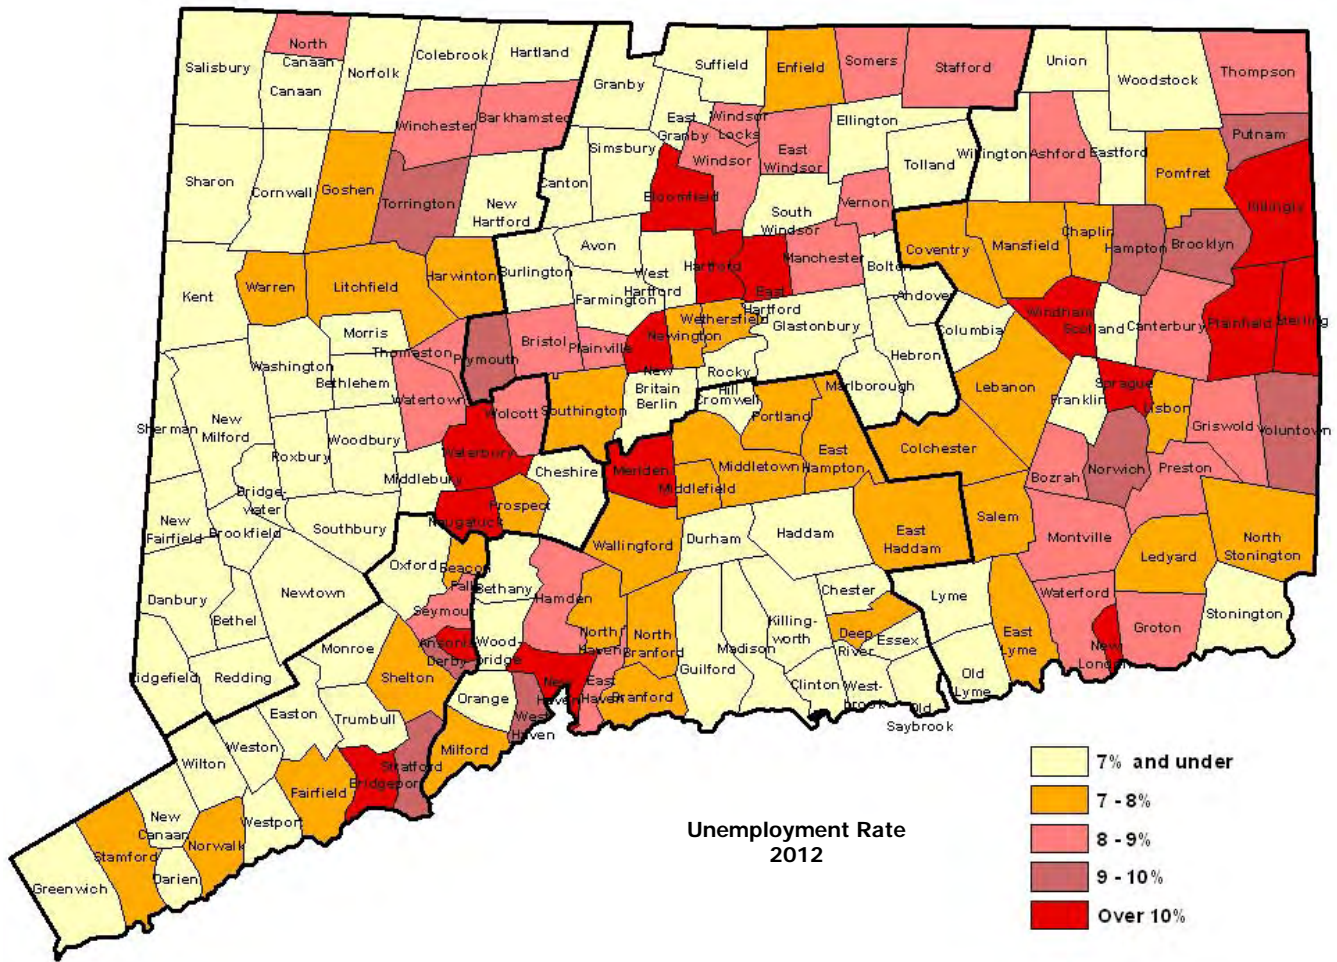 North
Canaan
Salisbury
Canaan
Norfolk
Colebrook
Hartland
Granby
Suffield
Enfield
Somers
Stafford
Union
Woodstock
Thompson
Winchester
Barkhamsted
East
Granby
Windsor
Locks
Windsor
East
Windsor
Ellington
Tolland
Willington
Ashford
Eastford
Putnam
Pomfret
Killingly
Sharon
Cornwall
Goshen
Torrington
New
Hartford
Canton
Simsbury
Bloomfield
South
Windsor
Vernon
Coventry
Mansfield
Chaplin
Hampton
Brooklyn
Kent
Warren
Litchfield
Harwinton
Burlington
Avon
West
Hartford
Farmington
Hartford
East
Hartford
Manchester
Bolton
Andover
Columbia
Windham
Scotland
Canterbury
Plainfield
Sterling
Morris
Thomaston
Plymouth
Bristol
Plainville
Newington
Wethersfield
Glastonbury
Hebron
Washington
Bethlehem
Watertown
Wolcott
Southington
New
Britain
Berlin
Rocky
Hill
Cromwell
Marlborough
Lebanon
Franklin
Sprague
Lisbon
Griswold
Voluntown
Sherman
New
Milford
Roxbury
Woodbury
Waterbury
Middlebury
Cheshire
Meriden
Middlefield
Middletown
Portland
East
Hampton
Colchester
Bozrah
Norwich
Preston
Bridge-
water
Brookfield
Southbury
Naugatuck
Prospect
New
Fairfield
Wallingford
Durham
Haddam
East
Haddam
Salem
Montville
Ledyard
North
Stonington
Danbury
Bethel
Newtown
Oxford
Beacon
Falls
Bethany
Hamden
Seymour
Chester
Lyme
Waterford
Groton
Stonington
Ridgefield
Redding
Monroe
Ansonia
Derby
Wood-
bridge
North
Haven
North
Branford
Guilford
Madison
Killing-
worth
Deep
River
Essex
East
Lyme
New
London
Shelton
Orange
New
Haven
East
Haven
Branford
Clinton
West-
brook
Old
Saybrook
Old
Lyme
Easton
Trumbull
West
Haven
Milford
Stratford
Bridgeport
Weston
Wilton
Fairfield
Westport
New
Canaan
Norwalk
Stamford
Darien
Greenwich
Unemployment Rate
2012
7% and under
7 - 8%
8 - 9%
9 - 10%
Over 10%